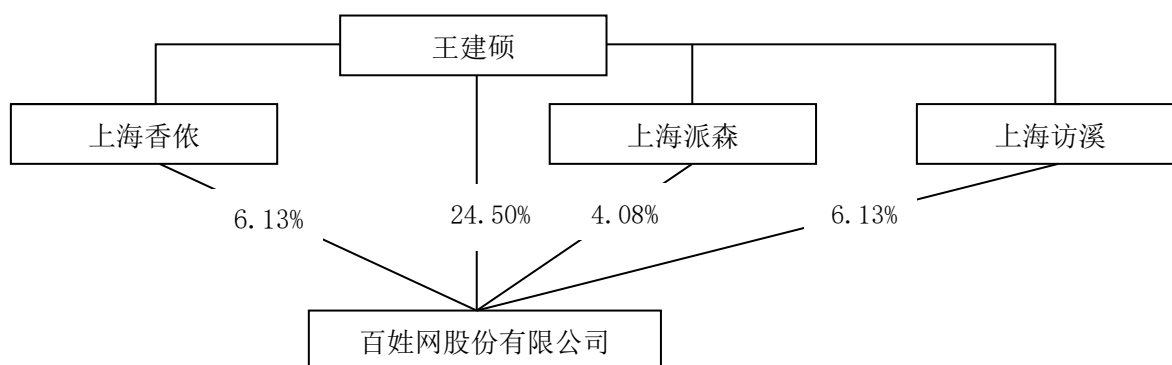 王建硕
上海香侬
上海派森
上海访溪
6.13%
24.50%
4.08%
6.13%
百姓网股份有限公司